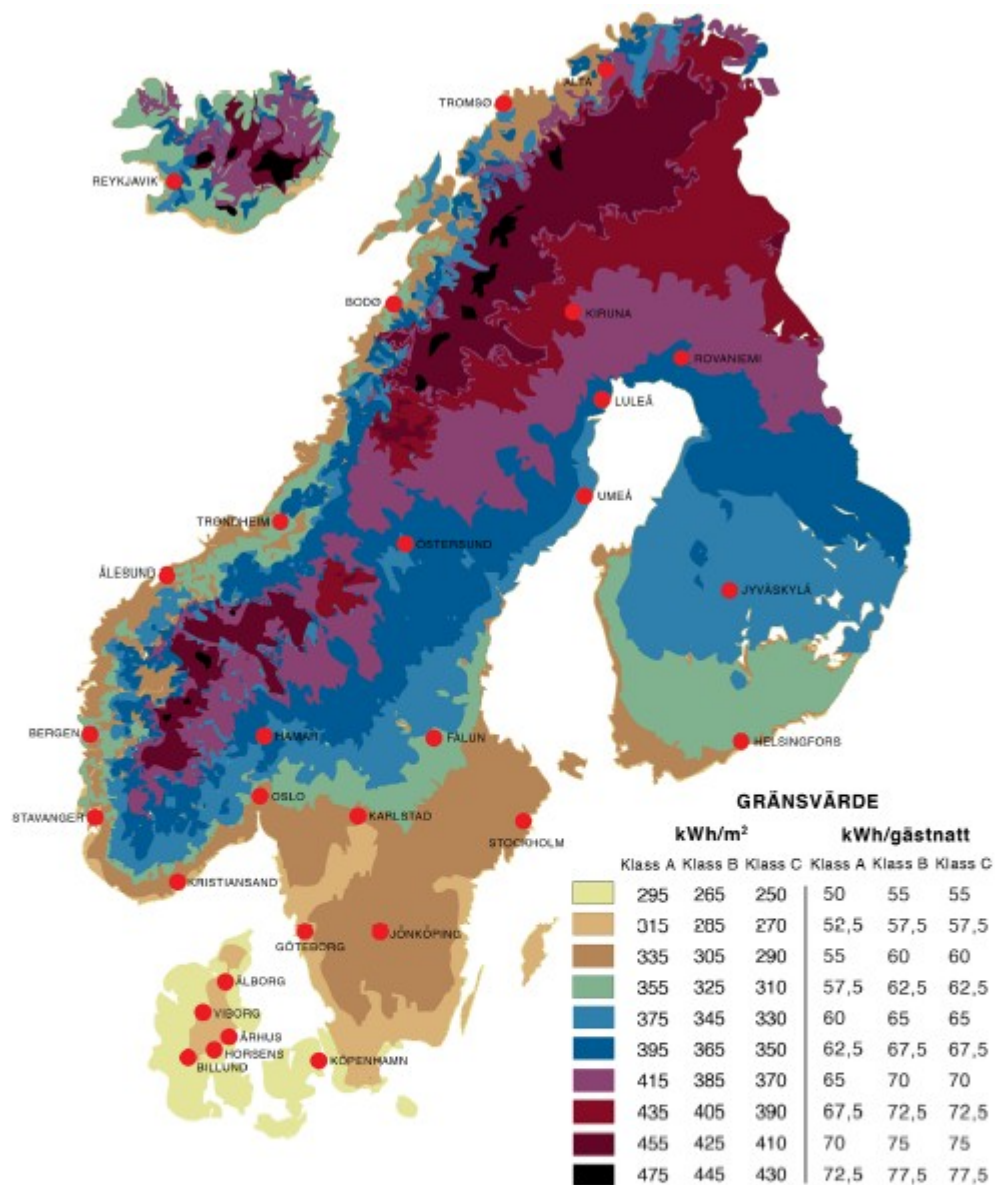 ALTA
TROMSØ
REYKJAVIK
BODØ
KIRUNA
ROVANIEMI
LULEÅ
UMEÅ
TRONDHEIM
ÖSTERSUND
ÅLESUND
JYVÄSKYLÄ
BERGEN
HAMAR
FALUN
HELSINGFORS
OSLO
STAVANGER
KARLSTAD
STOCKHOLM
KRISTIANSAND
GÖTEBORG
JÖNKÖPING
ÅLBORG
VIBORG
ÅRHUS
HORSENS
BILLUND
KÖPENHAMN
GRÄNSVÄRDE
kWh/m² kWh/gästnatt
Klass A Klass B Klass C Klass A Klass B Klass C
295 265 250 50 55 55
315 285 270 52,5 57,5 57,5
335 305 290 55 60 60
355 325 310 57,5 62,5 62,5
375 345 330 60 65 65
395 365 350 62,5 67,5 67,5
415 385 370 65 70 70
435 405 390 67,5 72,5 72,5
455 425 410 70 75 75
475 445 430 72,5 77,5 77,5